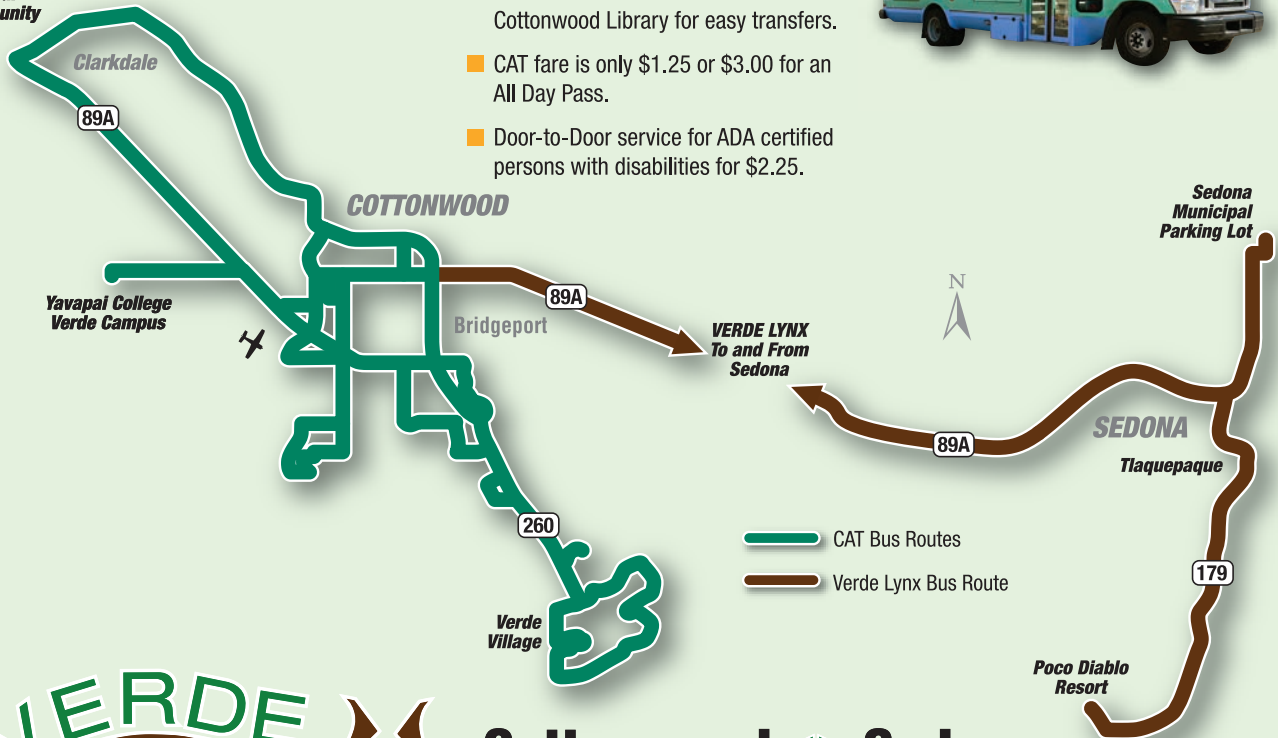 unity
Clarkdale
89A
Cottonwood Library for easy transfers.
CAT fare is only $1.25 or $3.00 for an
All Day Pass.
Door-to-Door service for ADA certified
persons with disabilities for $2.25.
COTTONWOOD
Yavapai College
Verde Campus
Bridgeport
89A
VERDE LYNX
To and From
Sedona
N
Sedona
Municipal
Parking Lot
89A
SEDONA
Tlaquepaque
260
CAT Bus Routes
Verde Lynx Bus Route
179
Verde
Village
Poco Diablo
Resort
VERDE